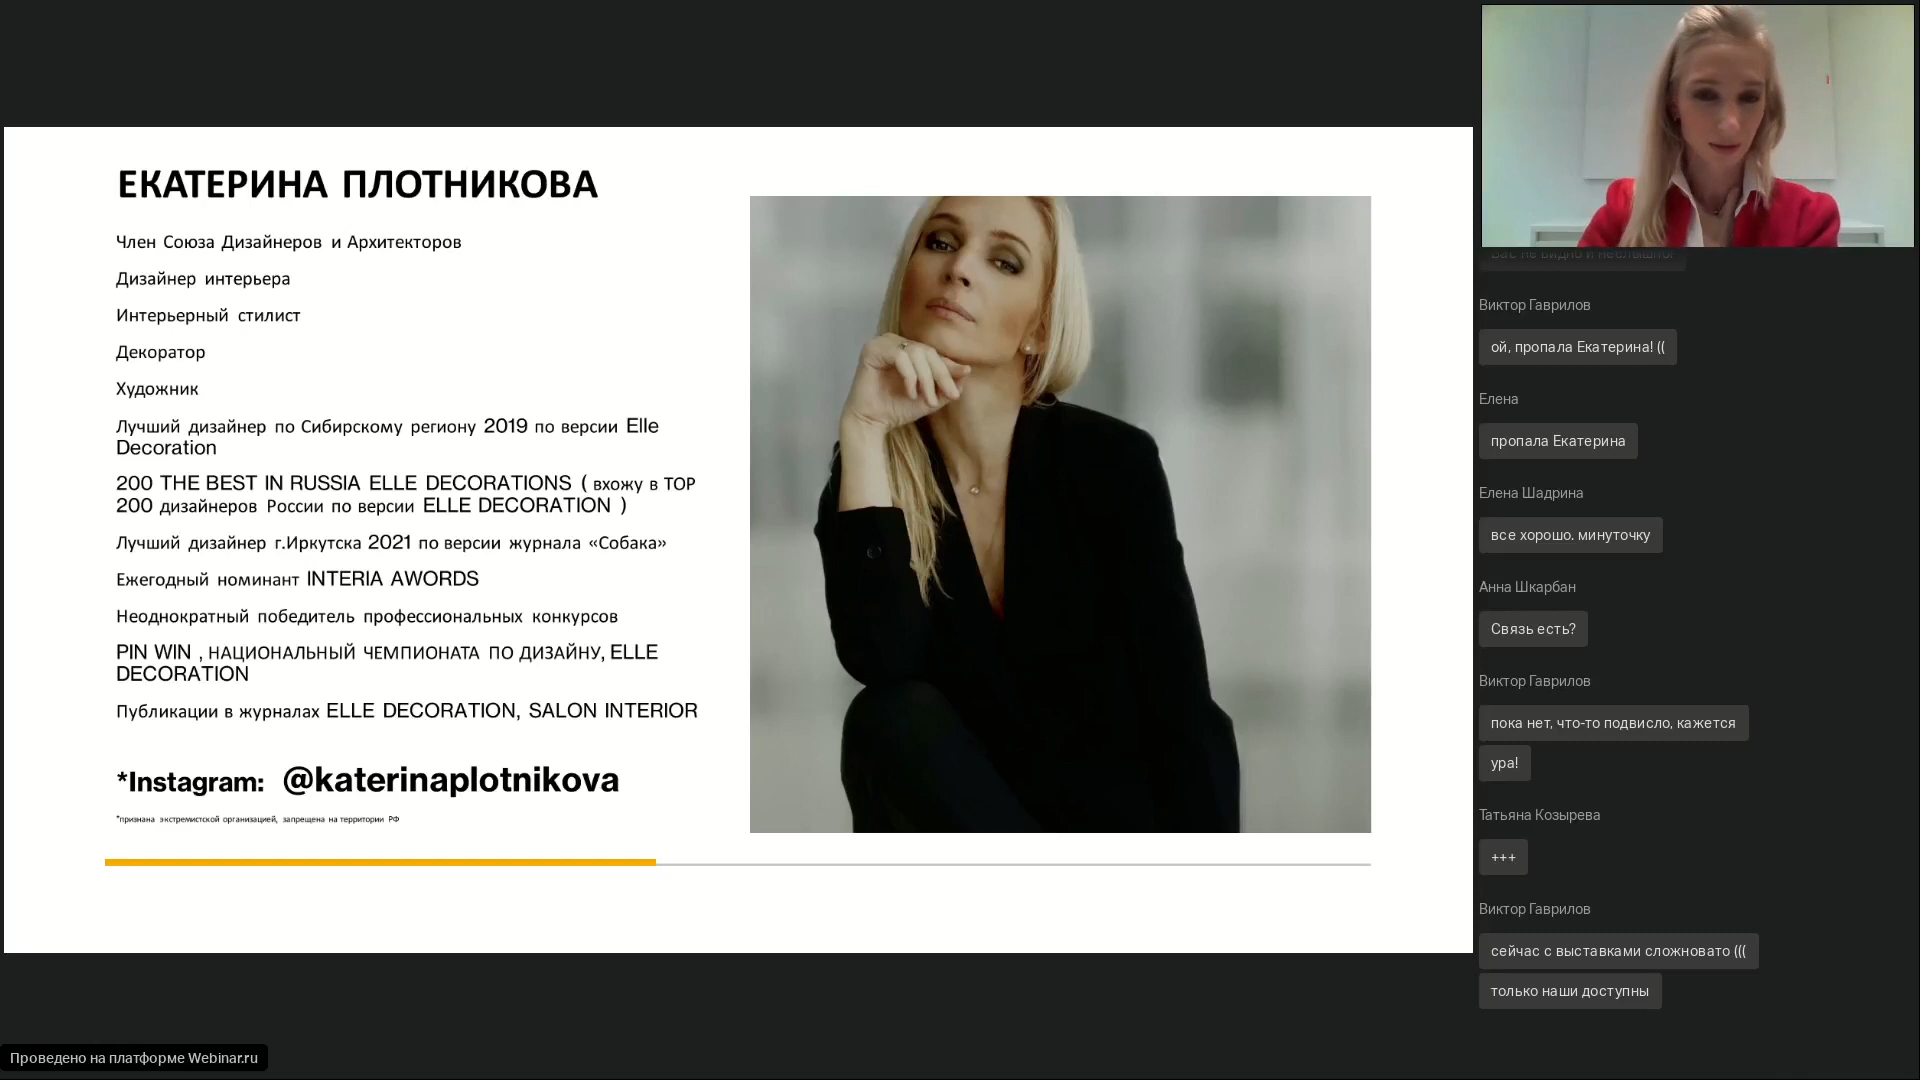 ЕКАТЕРИНА ПЛОТНИКОВА
Член Союза Дизайнеров и Архитекторов
Дизайнер интерьера
Интерьерный стилист
Декоратор
Художник
Лучший дизайнер по Сибирскому региону 2019 по версии Elle
Decoration
200 THE BEST IN RUSSIA ELLE DECORATIONS ( вхожу в TOP
200 дизайнеров России по версии ELLE DECORATION )
Лучший дизайнер г.Иркутска 2021 по версии журнала «Собака»
Ежегодный номинант INTERIA AWORDS
Неоднократный победитель профессиональных конкурсов
PIN WIN , НАЦИОНАЛЬНЫЙ ЧЕМПИОНАТА ПО ДИЗАЙНУ, ELLE
DECORATION
Публикации в журналах ELLE DECORATION, SALON INTERIOR
*Instagram: @katerinaplotnikova
*признана экстремистской организацией, запрещена на территории РФ
Вас не видно и неслышно!
Виктор Гаврилов
ой, пропала Екатерина! ((
Елена
пропала Екатерина
Елена Шадрина
все хорошо. минуточку
Анна Шкарбан
Связь есть?
Виктор Гаврилов
пока нет, что-то подвисло, кажется
ура!
Татьяна Козырева
+++
Виктор Гаврилов
сейчас с выставками сложновато (((
только наши доступны
Проведено на платформе Webinar.ru